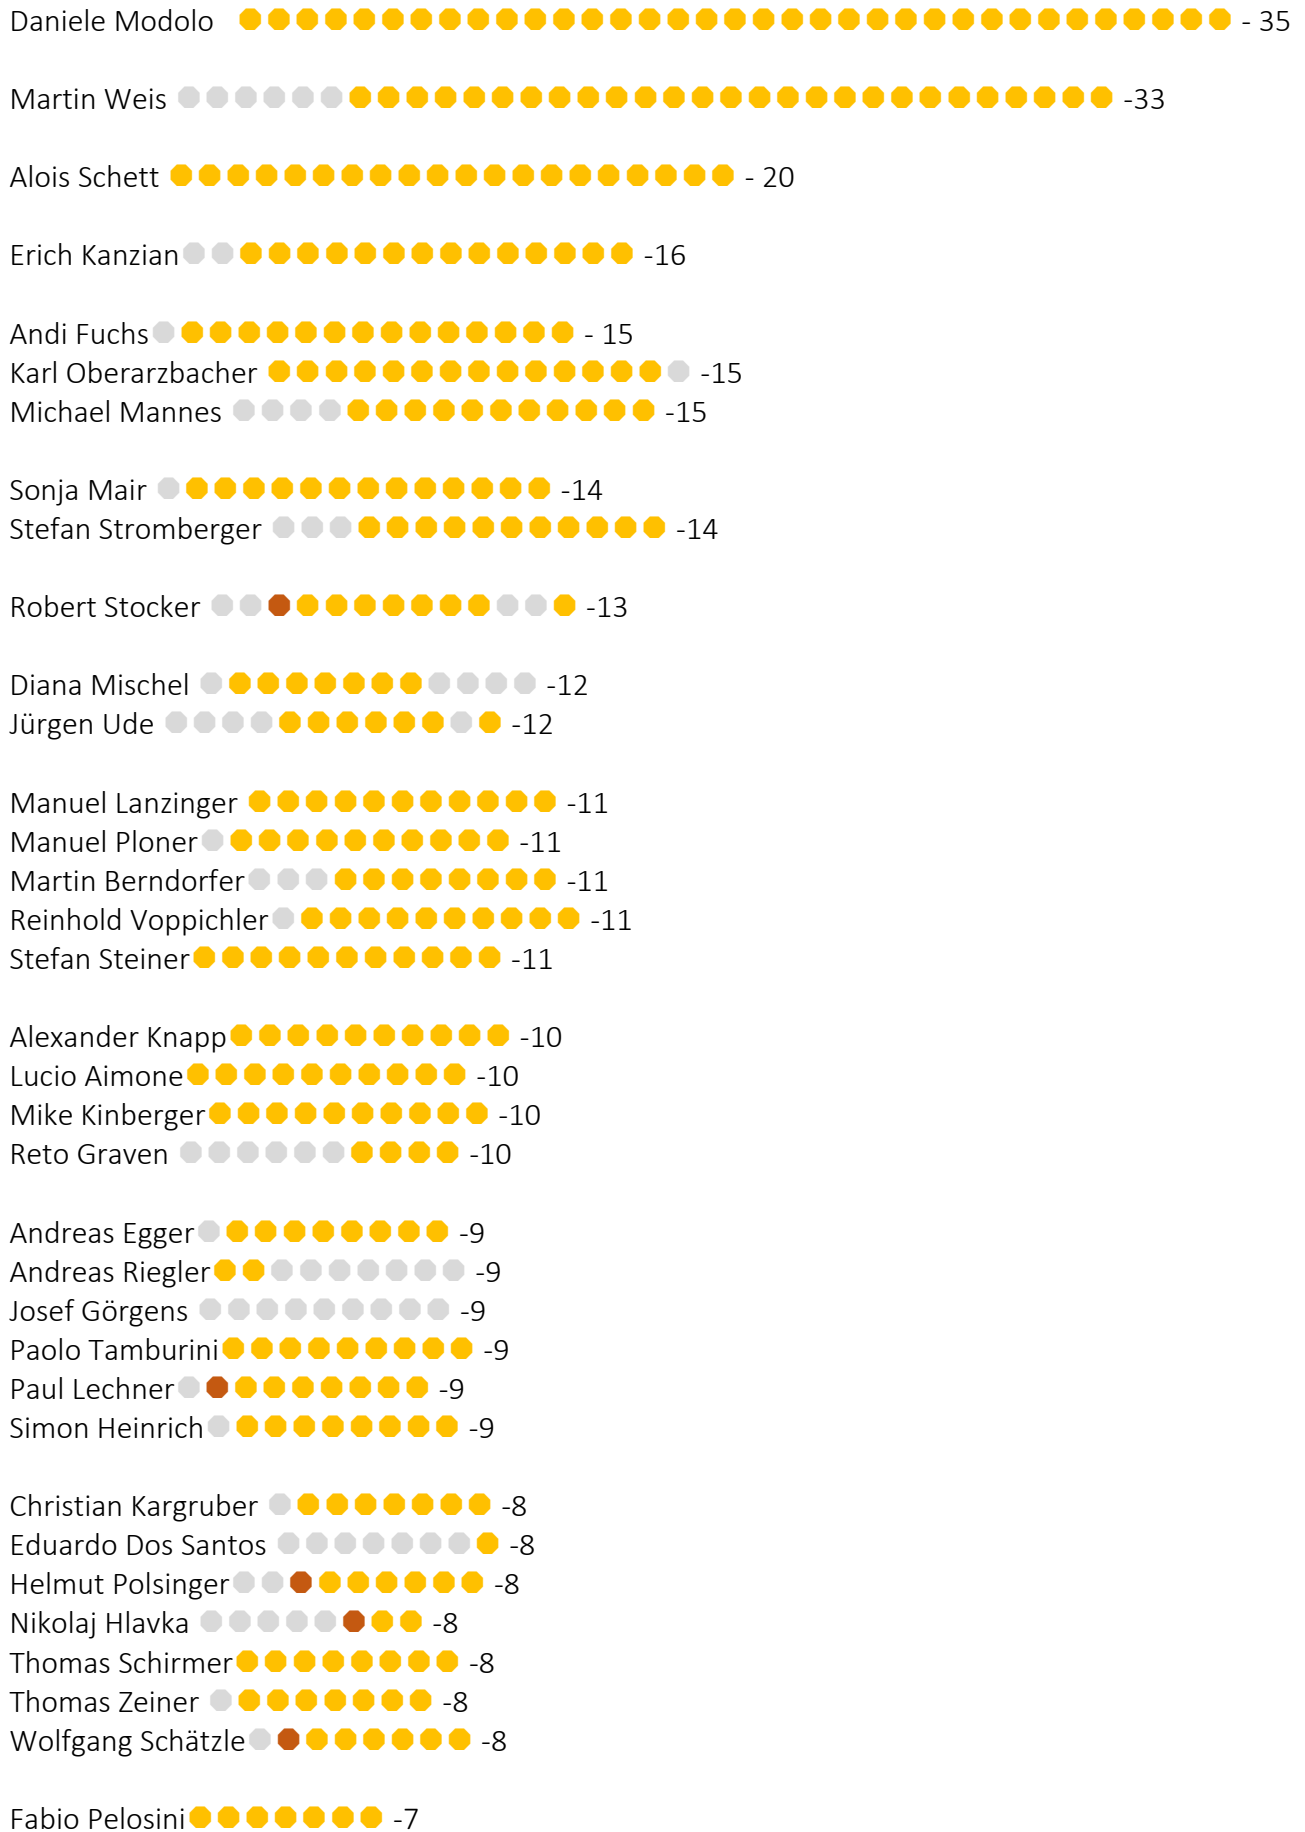 Daniele Modolo - 35
Martin Weis -33
Alois Schett - 20
Erich Kanzian -16
Andi Fuchs - 15
Karl Oberarzbacher -15
Michael Mannes -15
Sonja Mair -14
Stefan Stromberger -14
Robert Stocker -13
Diana Mischel -12
Jürgen Ude -12
Manuel Lanzinger -11
Manuel Ploner -11
Martin Berndorfer -11
Reinhold Voppichler -11
Stefan Steiner -11
Alexander Knapp -10
Lucio Aimone -10
Mike Kinberger -10
Reto Graven -10
Andreas Egger -9
Andreas Riegler -9
Josef Görgens -9
Paolo Tamburini -9
Paul Lechner -9
Simon Heinrich -9
Christian Kargruber -8
Eduardo Dos Santos -8
Helmut Polsinger -8
Nikolaj Hlavka -8
Thomas Schirmer -8
Thomas Zeiner -8
Wolfgang Schätzle -8
Fabio Pelosini -7